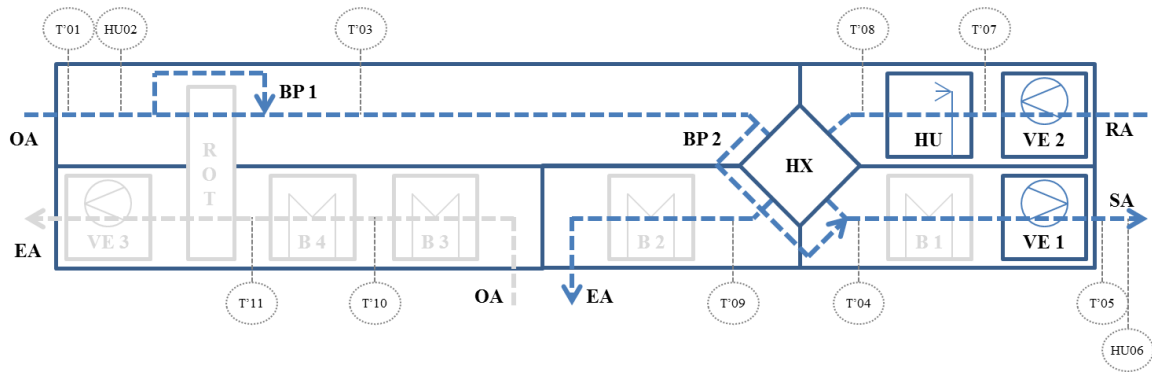 T’01
HU02
T’03
T’08
T’07
BP 1
OA
R
O
T
BP 2
HX
HU
VE 2
RA
SA
VE 3
B 4
B 3
B 2
B 1
VE 1
EA
OA
EA
T’11
T’10
T’09
T’04
T’05
HU06